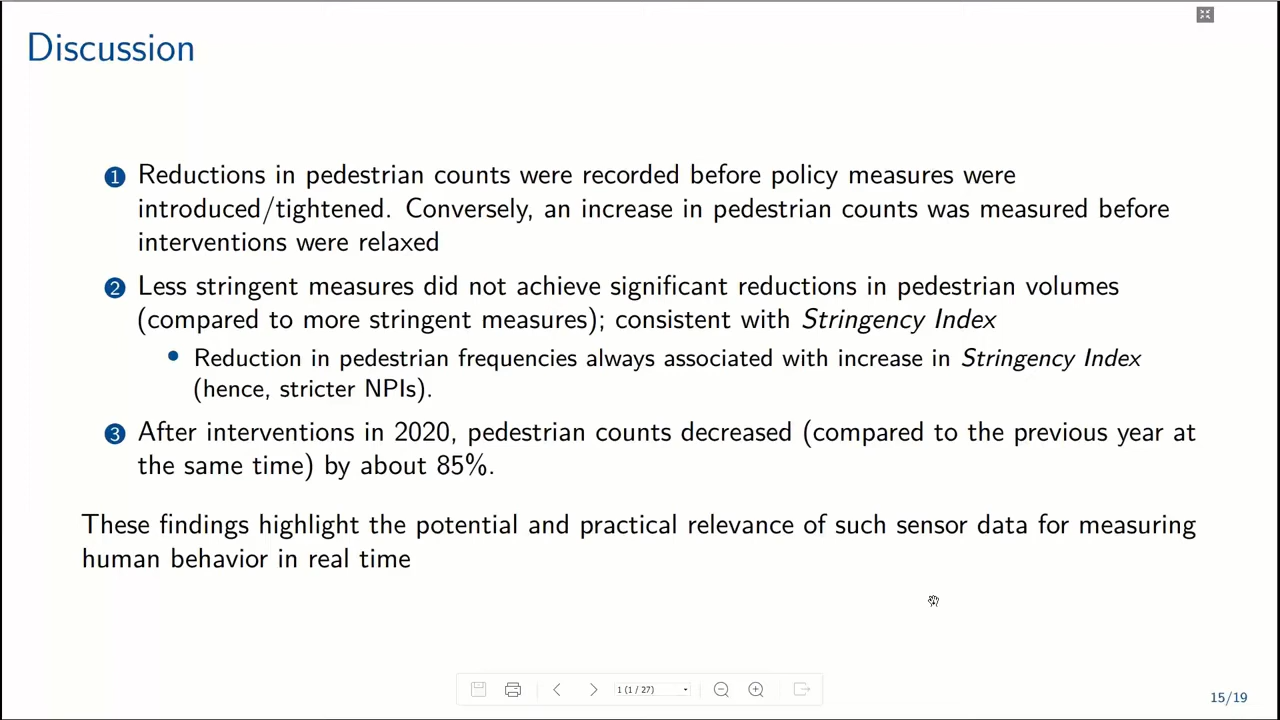 Discussion
1 Reductions in pedestrian counts were recorded before policy measures were
introduced/tightened. Conversely, an increase in pedestrian counts was measured before
interventions were relaxed
2 Less stringent measures did not achieve significant reductions in pedestrian volumes
(compared to more stringent measures); consistent with Stringency Index
• Reduction in pedestrian frequencies always associated with increase in Stringency Index
(hence, stricter NPIs).
3 After interventions in 2020, pedestrian counts decreased (compared to the previous year at
the same time) by about 85%.
These findings highlight the potential and practical relevance of such sensor data for measuring
human behavior in real time
1 (1 / 27)
15/19